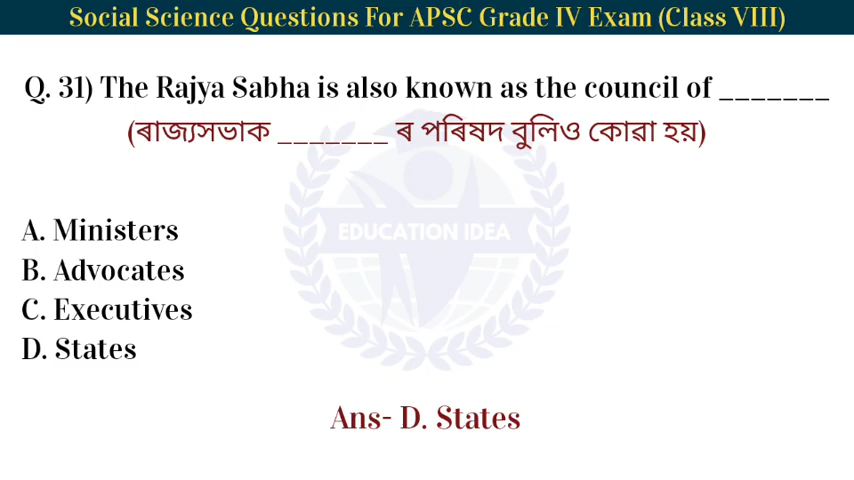 Social Science Questions For APSC Grade IV Exam (Class VIII)
Q. 31) The Rajya Sabha is also known as the council of _______
(ৰাজ্যসভাক _______ ৰ পৰিষদ বুলিও কোৱা হয়)
EDUCATION IDEA
A. Ministers
B. Advocates
C. Executives
D. States
Ans- D. States